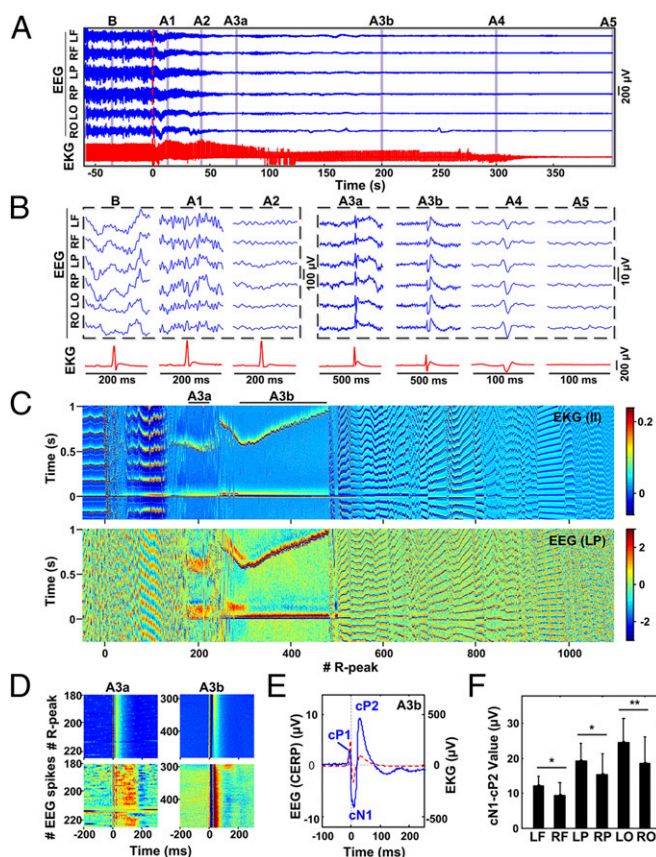 A
B A1 A2 A3a A3b A4 A5
EEG
LF
RF
LP
RP
LO
RO
EKG
200 µV
-50 0 50 100 150 200 250 300 350 400
Time (s)
B
B A1 A2 A3a A3b A4 A5
EEG
LF
RF
LP
RP
LO
RO
100 µV
10 µV
EKG
200 µV
200 ms 200 ms 200 ms 500 ms 500 ms 100 ms 100 ms
C
A3a A3b
EKG (II)
Time (s)
1
0.5
0
0.2
0
EEG (LP)
Time (s)
1
0.5
0
2
0
-2
0 200 400 600 800 1000
# R-peak
D
A3a A3b
# R-peak
180
200
220
300
400
# EEG spikes
180
200
220
300
400
-200 0 200 -200 0 200
Time (ms)
E
A3b
cP2
cP1
cN1
EEG (CERP) (µV)
10
0
-10
EKG (µV)
500
0
-500
-100 0 100 200
Time (ms)
F
cN1-cP2 Value (µV)
40
30
20
10
0
* * **
LF RF LP RP LO RO